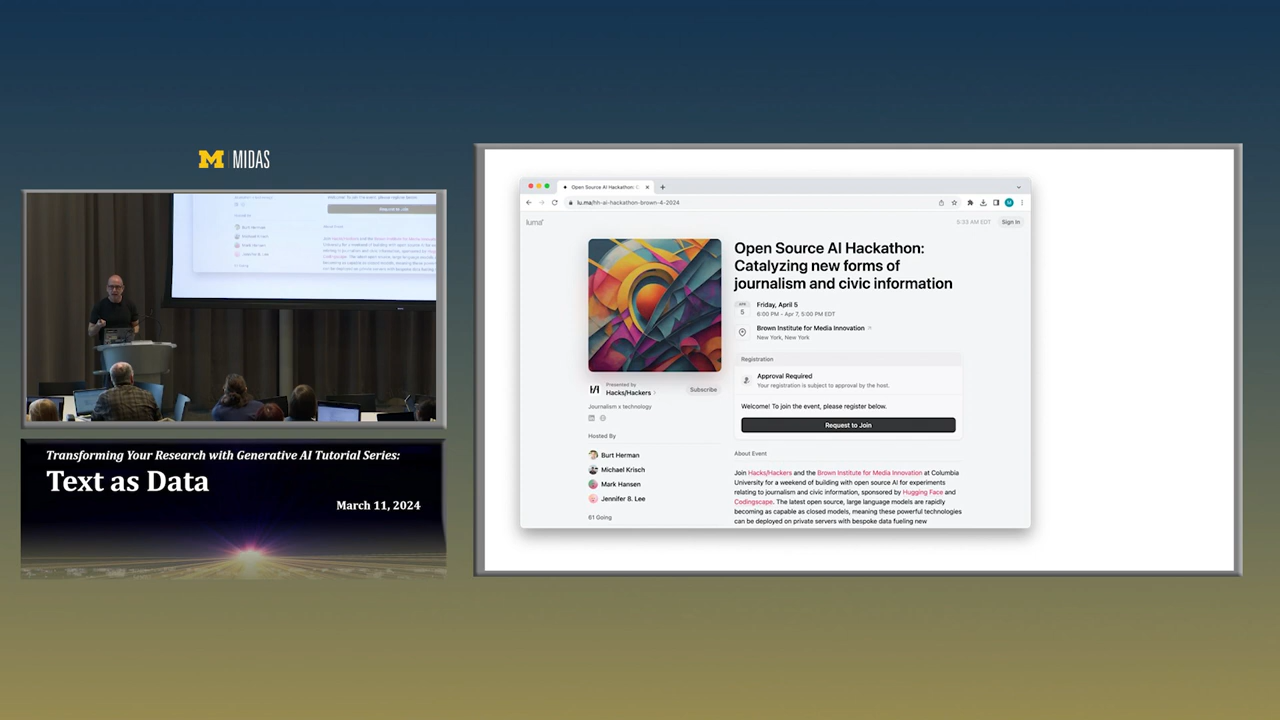 M | MIDAS
Transforming Your Research with Generative AI Tutorial Series:
Text as Data
March 11, 2024
Open Source AI Hackathon: C
lu.ma/hh-ai-hackathon-brown-4-2024
luma
5:33 AM EDT
Sign In
Open Source AI Hackathon:
Catalyzing new forms of
journalism and civic information
APR
5
Friday, April 5
6:00 PM - Apr 7, 5:00 PM EDT
Brown Institute for Media Innovation
New York, New York
Registration
Approval Required
Your registration is subject to approval by the host.
Welcome! To join the event, please register below.
Request to Join
Presented by
Hacks/Hackers
Subscribe
Journalism x technology
Hosted By
Burt Herman
Michael Krisch
Mark Hansen
Jennifer 8. Lee
61 Going
About Event
Join Hacks/Hackers and the Brown Institute for Media Innovation at Columbia
University for a weekend of building with open source AI for experiments
relating to journalism and civic information, sponsored by Hugging Face and
Codingscape. The latest open source, large language models are rapidly
becoming as capable as closed models, meaning these powerful technologies
can be deployed on private servers with bespoke data fueling new